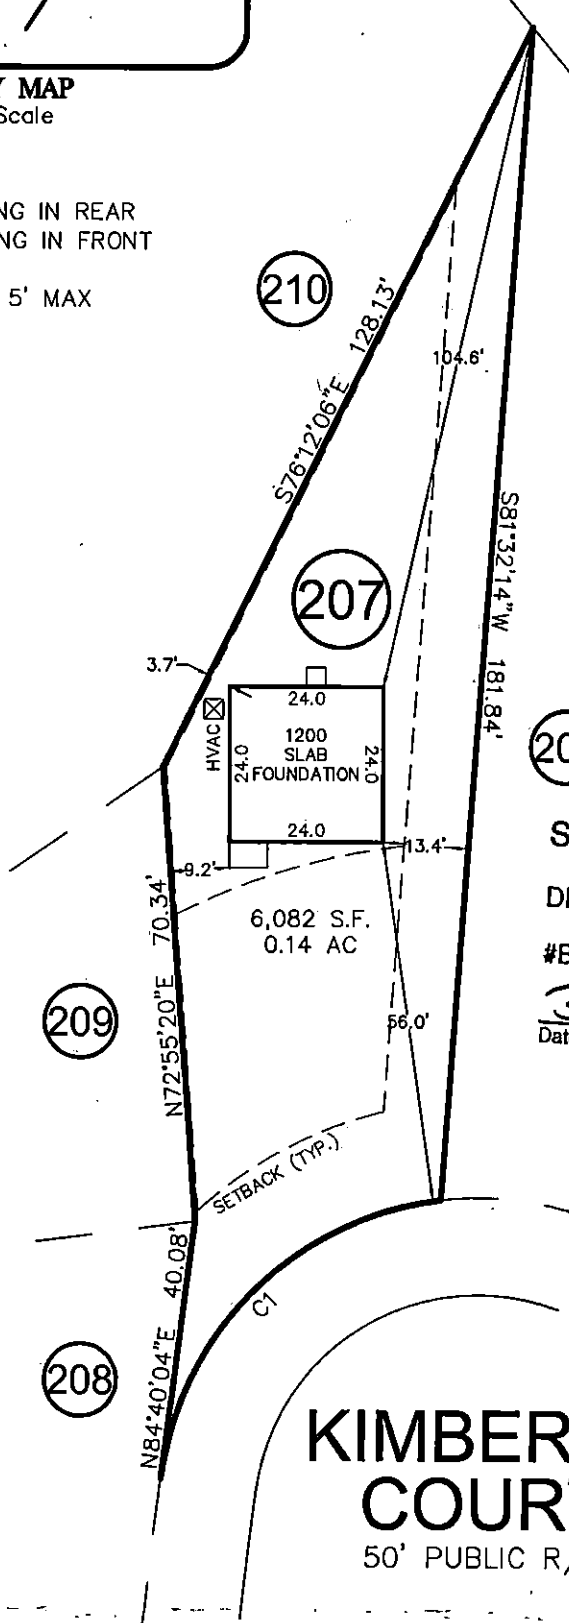 MAP
Scale
NG IN REAR
NG IN FRONT
5' MAX
210
128.13'
S76°12'06"E
104.6'
S81°32'14"W 181.84'
207
3.7'
24.0
HVAC
24.0
1200
SLAB
FOUNDATION
24.0
24.0
9.2'
13.4'
6,082 S.F.
0.14 AC
N72°55'20"E 70.34'
209
56.0'
SETBACK (TYP.)
N84°40'04"E 40.08'
C1
208
KIMBER
COUR
50' PUBLIC R/
20
S
#B
Dat